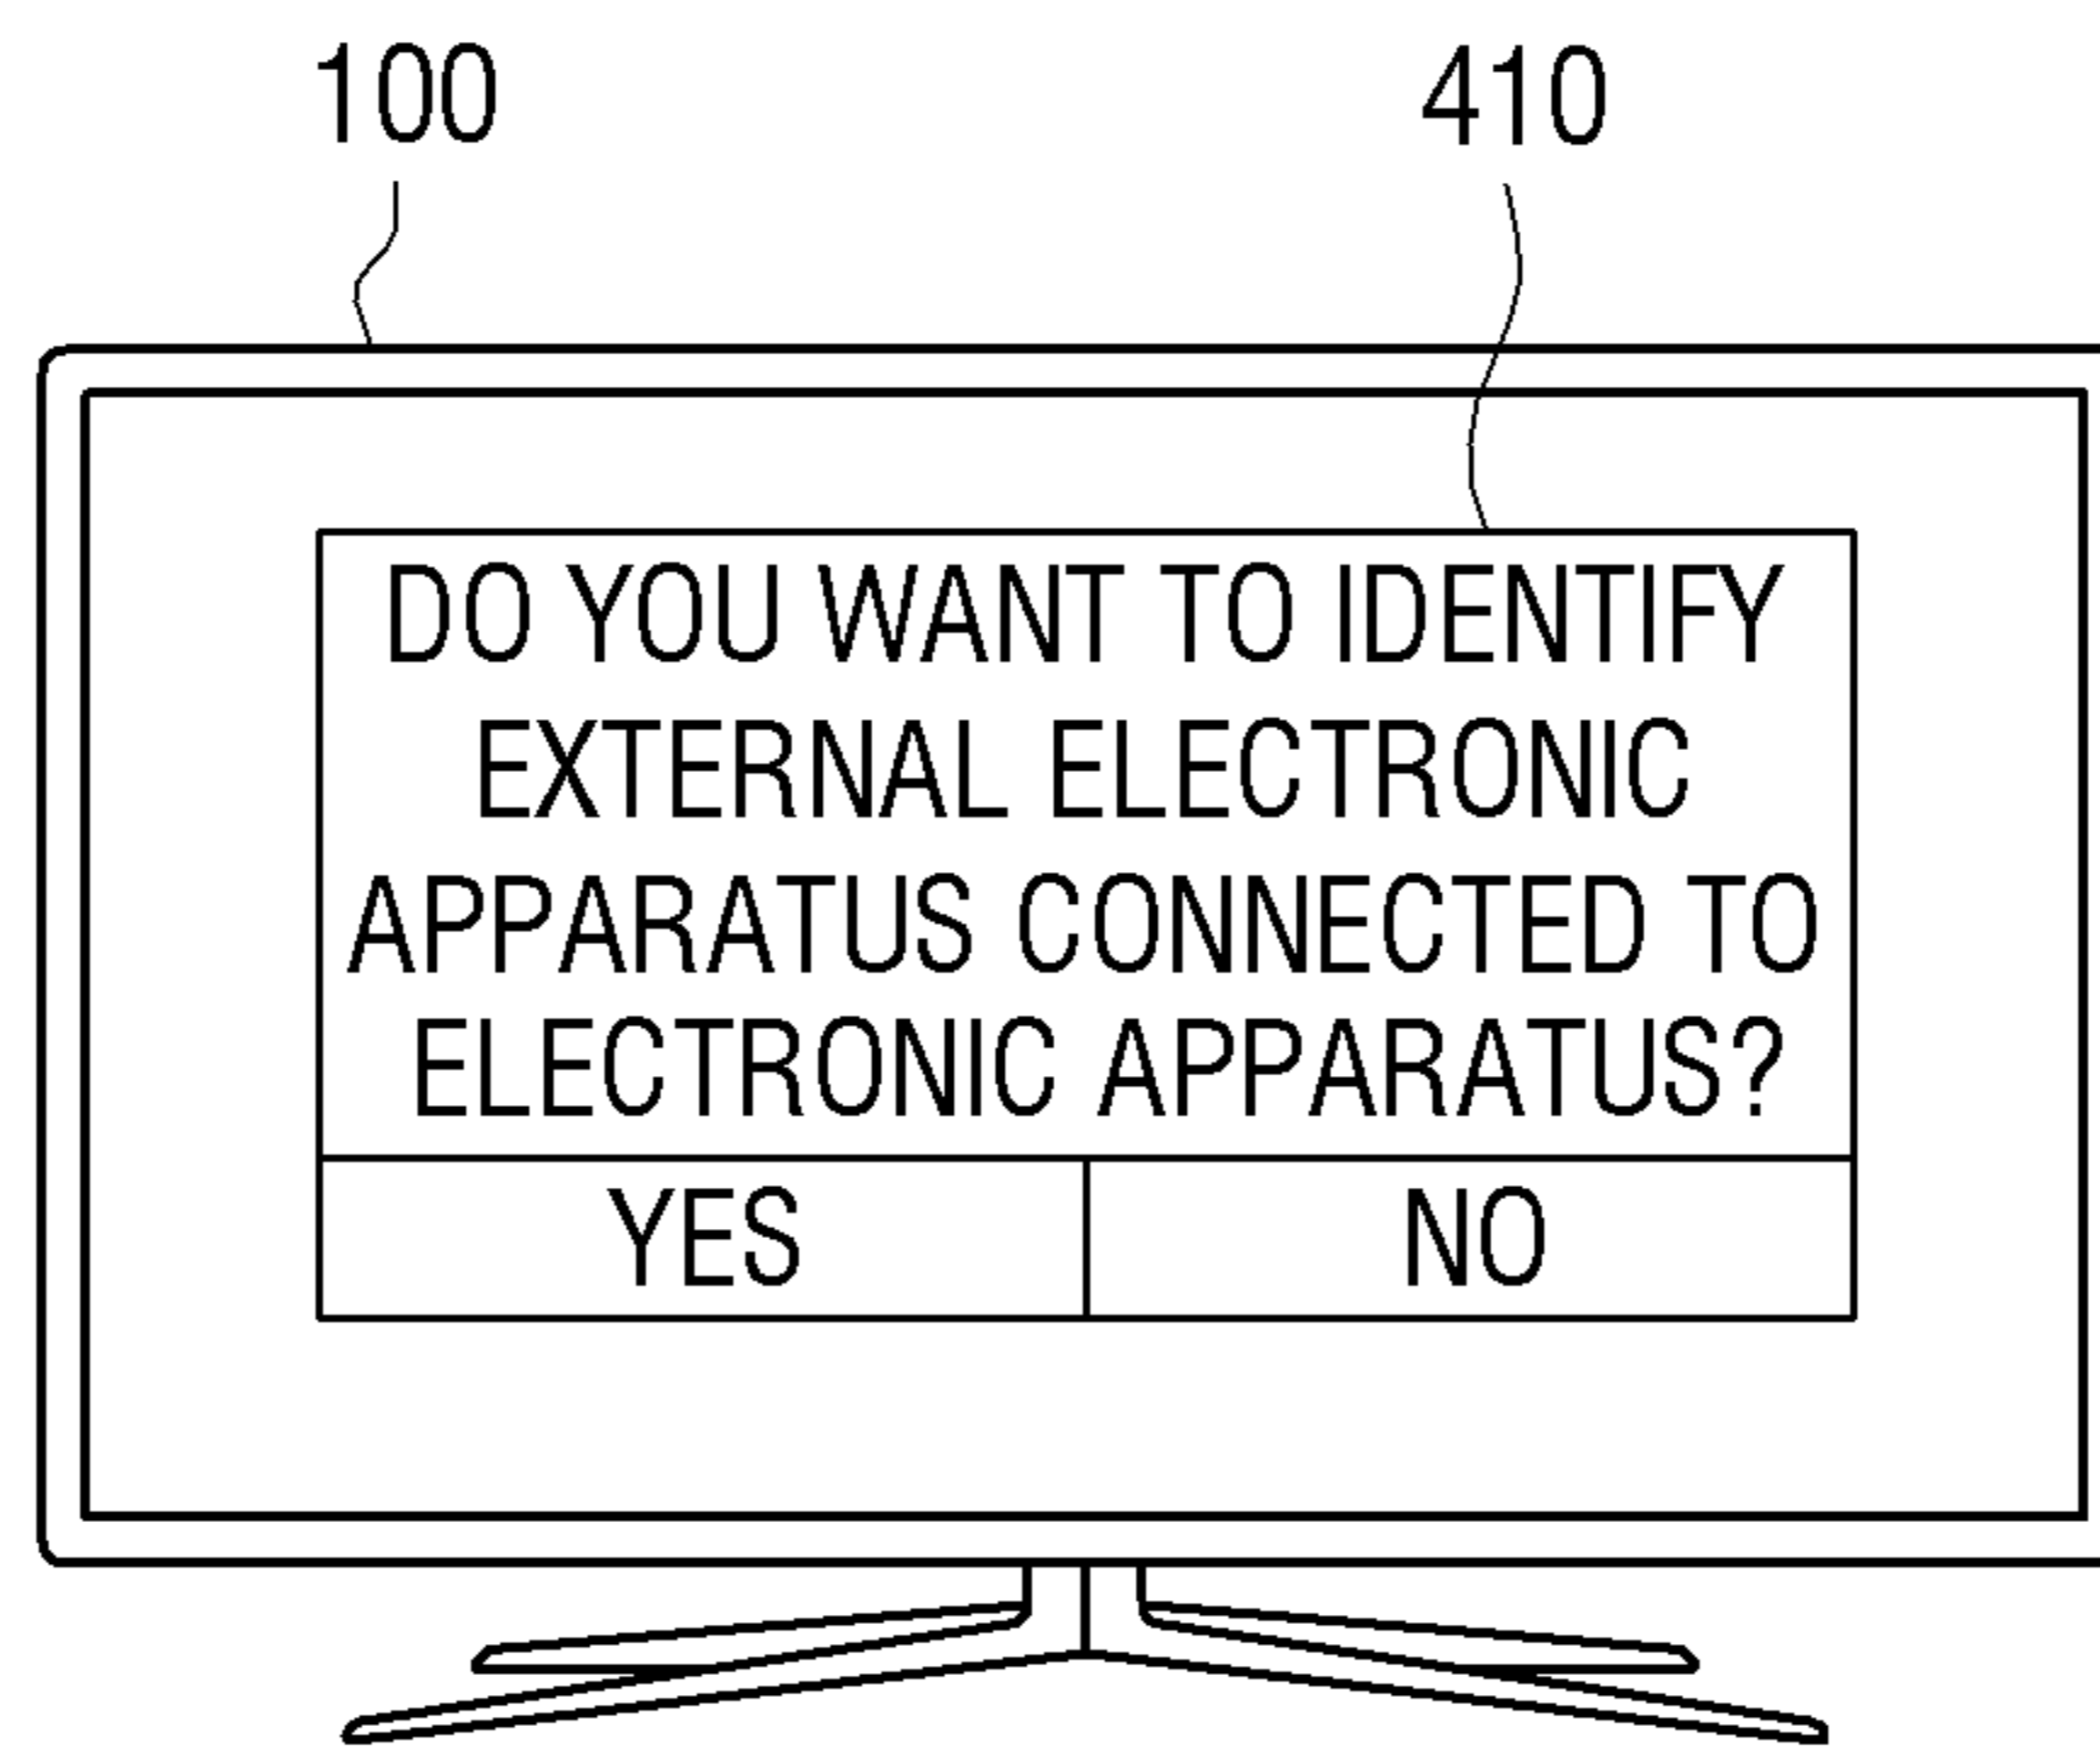 100
410
DO YOU WANT TO IDENTIFY
EXTERNAL ELECTRONIC
APPARATUS CONNECTED TO
ELECTRONIC APPARATUS?
YES
NO